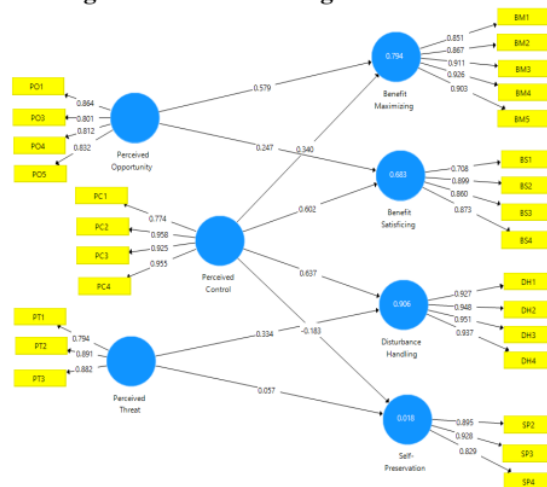 BM1
0.851
BM2
0.867
0.794
0.911
BM3
0.926
BM4
0.903
BM5
Benefit
Maximizing
PO1
0.864
PO3
0.801
PO4
0.812
PO5
0.832
Perceived
Opportunity
0.579
0.247
0.340
BS1
0.708
BS2
0.683
0.899
0.860
BS3
0.873
BS4
Benefit
Satisficing
PC1
0.774
PC2
0.958
PC3
0.925
PC4
0.955
Perceived
Control
0.602
0.637
-0.183
DH1
0.927
DH2
0.906
0.948
0.951
DH3
0.937
DH4
Disturbance
Handling
PT1
0.794
PT2
0.891
PT3
0.882
Perceived
Threat
0.334
0.057
SP2
0.018
0.895
0.928
SP3
0.829
SP4
Self-
Preservation